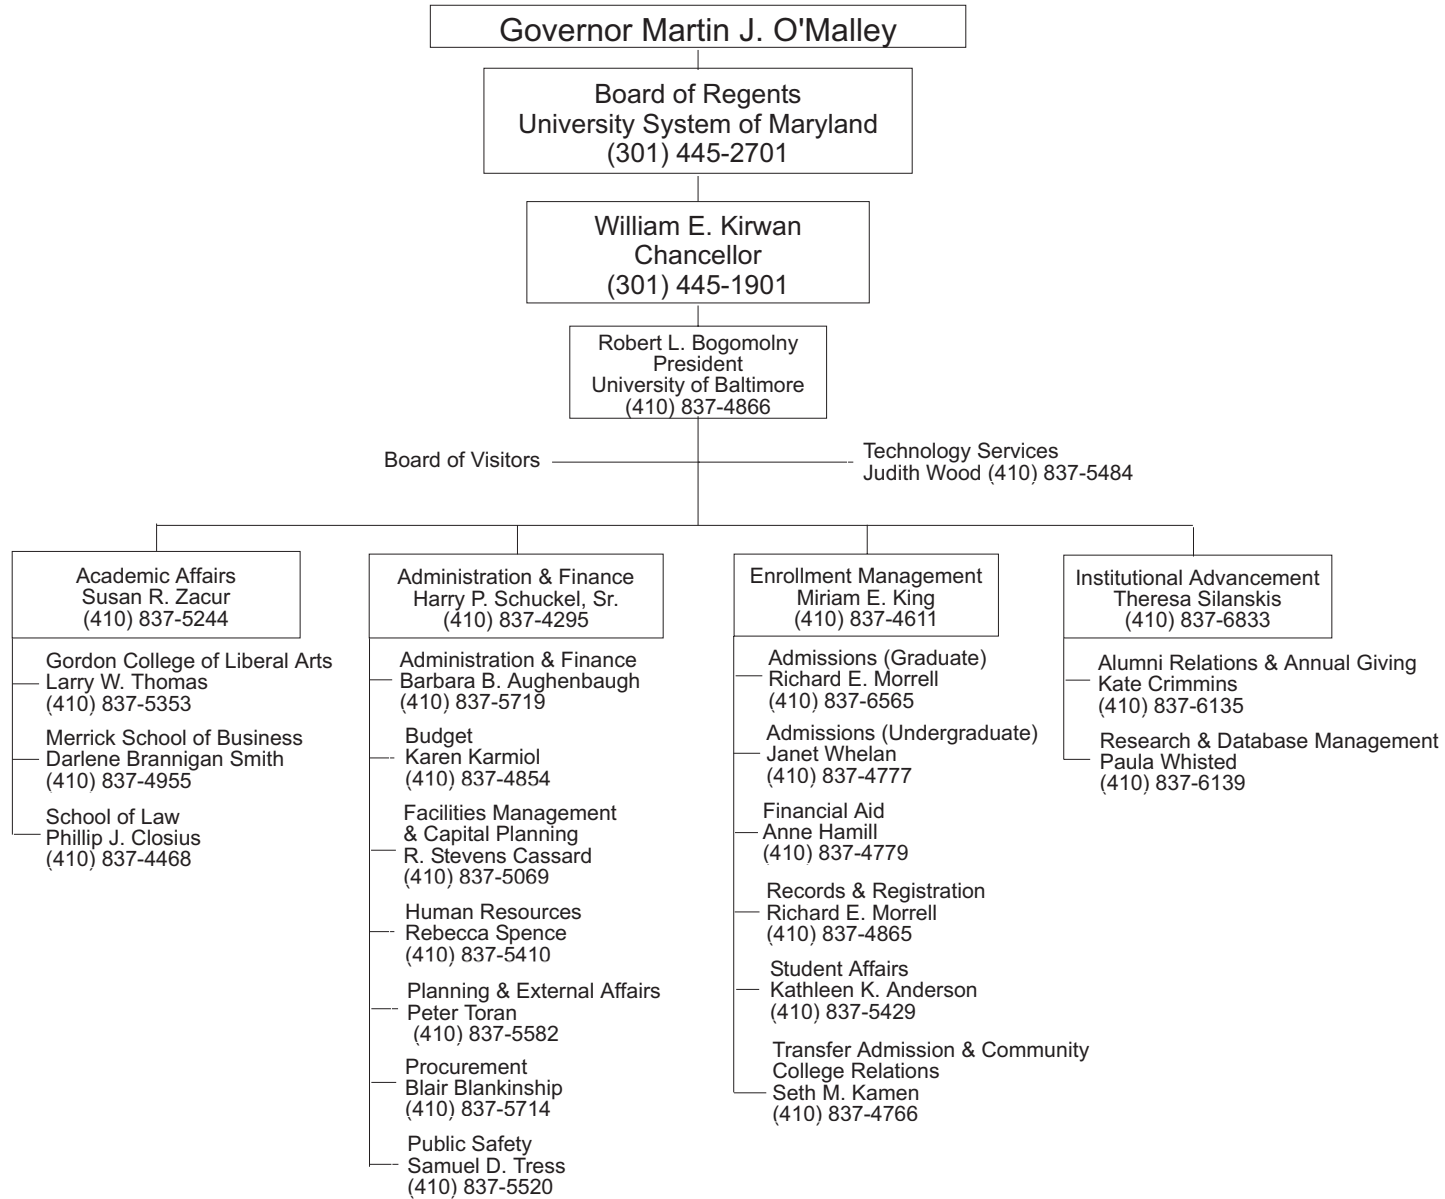 Governor Martin J. O'Malley
Board of Regents
University System of Maryland
(301) 445-2701
William E. Kirwan
Chancellor
(301) 445-1901
Robert L. Bogomolny
President
University of Baltimore
(410) 837-4866
Board of Visitors
Technology Services
Judith Wood (410) 837-5484
Academic Affairs
Susan R. Zacur
(410) 837-5244
Gordon College of Liberal Arts
Larry W. Thomas
(410) 837-5353
Merrick School of Business
Darlene Brannigan Smith
(410) 837-4955
School of Law
Phillip J. Closius
(410) 837-4468
Administration & Finance
Harry P. Schuckel, Sr.
(410) 837-4295
Administration & Finance
Barbara B. Aughenbaugh
(410) 837-5719
Budget
Karen Karmiol
(410) 837-4854
Facilities Management
& Capital Planning
R. Stevens Cassard
(410) 837-5069
Human Resources
Rebecca Spence
(410) 837-5410
Planning & External Affairs
Peter Toran
(410) 837-5582
Procurement
Blair Blankinship
(410) 837-5714
Public Safety
Samuel D. Tress
(410) 837-5520
Enrollment Management
Miriam E. King
(410) 837-4611
Admissions (Graduate)
Richard E. Morrell
(410) 837-6565
Admissions (Undergraduate)
Janet Whelan
(410) 837-4777
Financial Aid
Anne Hamill
(410) 837-4779
Records & Registration
Richard E. Morrell
(410) 837-4865
Student Affairs
Kathleen K. Anderson
(410) 837-5429
Transfer Admission & Community
College Relations
Seth M. Kamen
(410) 837-4766
Institutional Advancement
Theresa Silanskis
(410) 837-6833
Alumni Relations & Annual Giving
Kate Crimmins
(410) 837-6135
Research & Database Management
Paula Whisted
(410) 837-6139